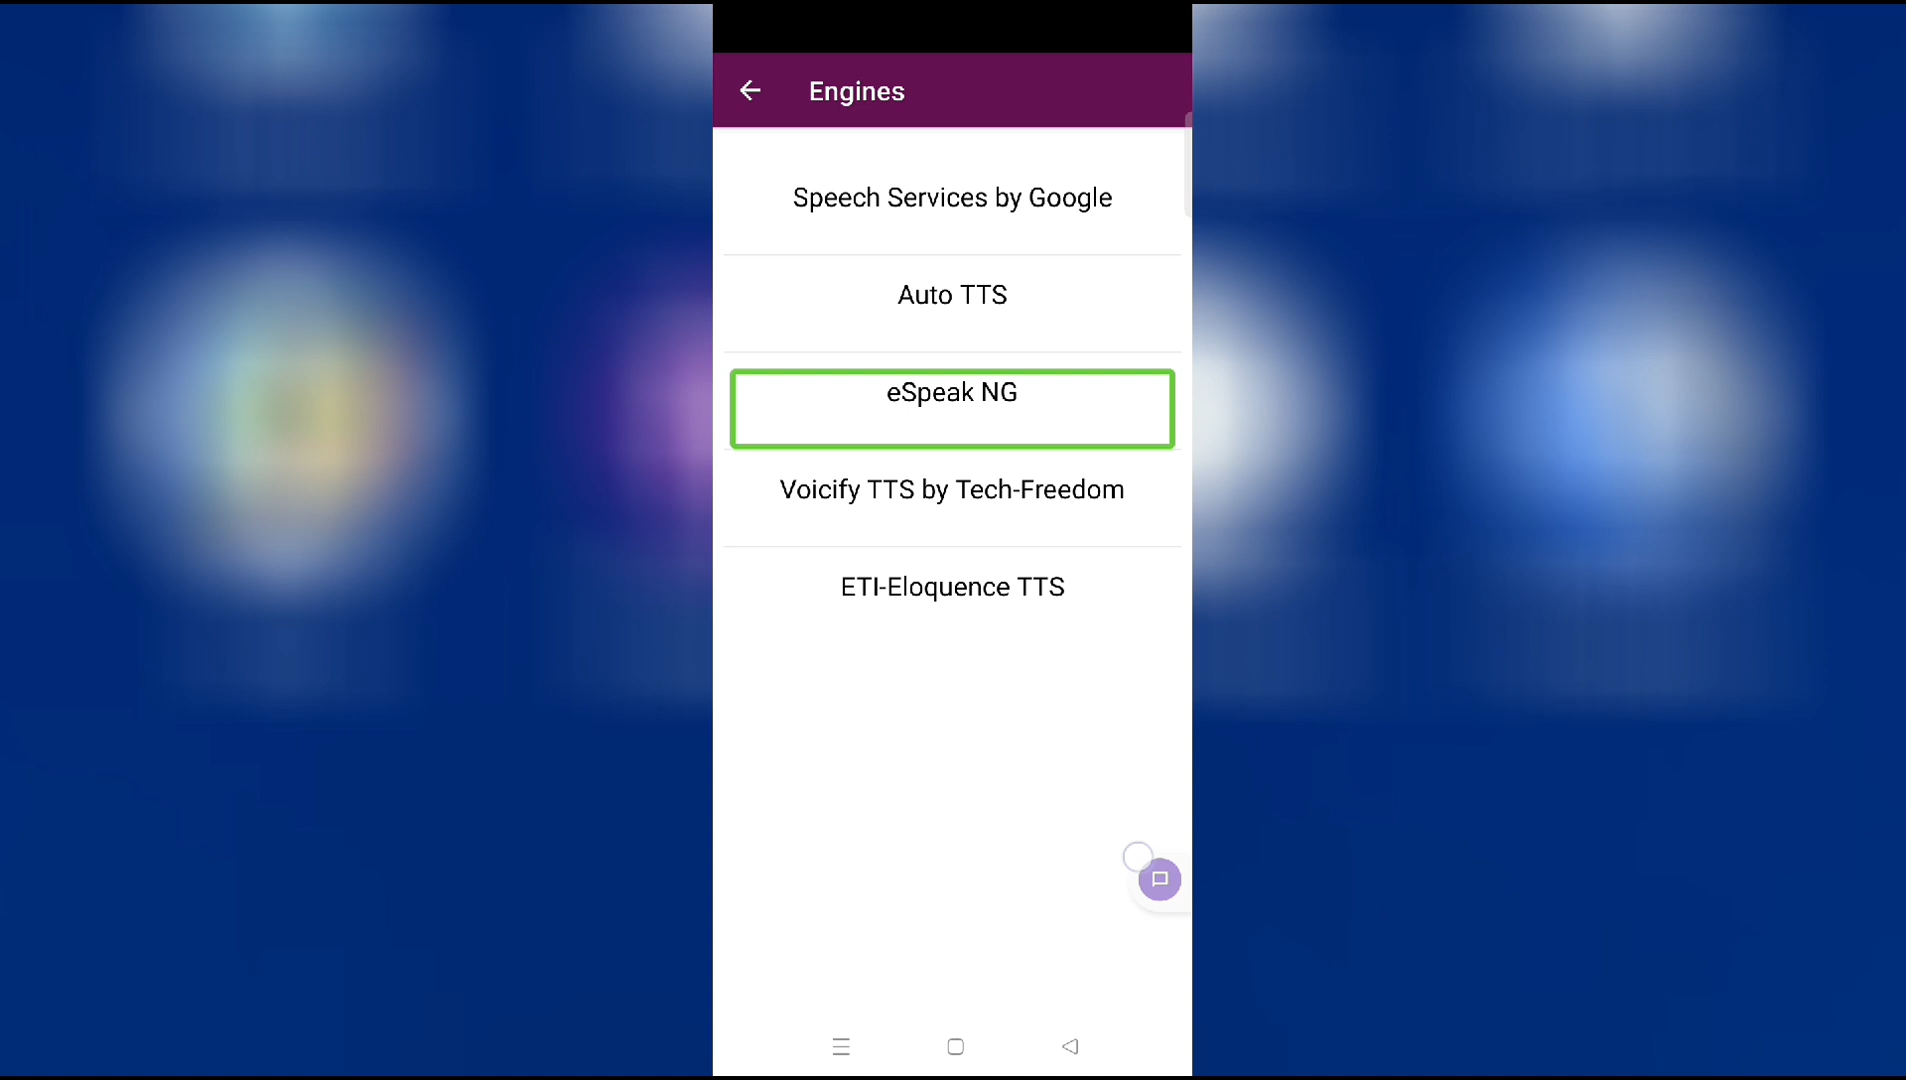 Engines
Speech Services by Google
Auto TTS
eSpeak NG
Voicify TTS by Tech-Freedom
ETI-Eloquence TTS